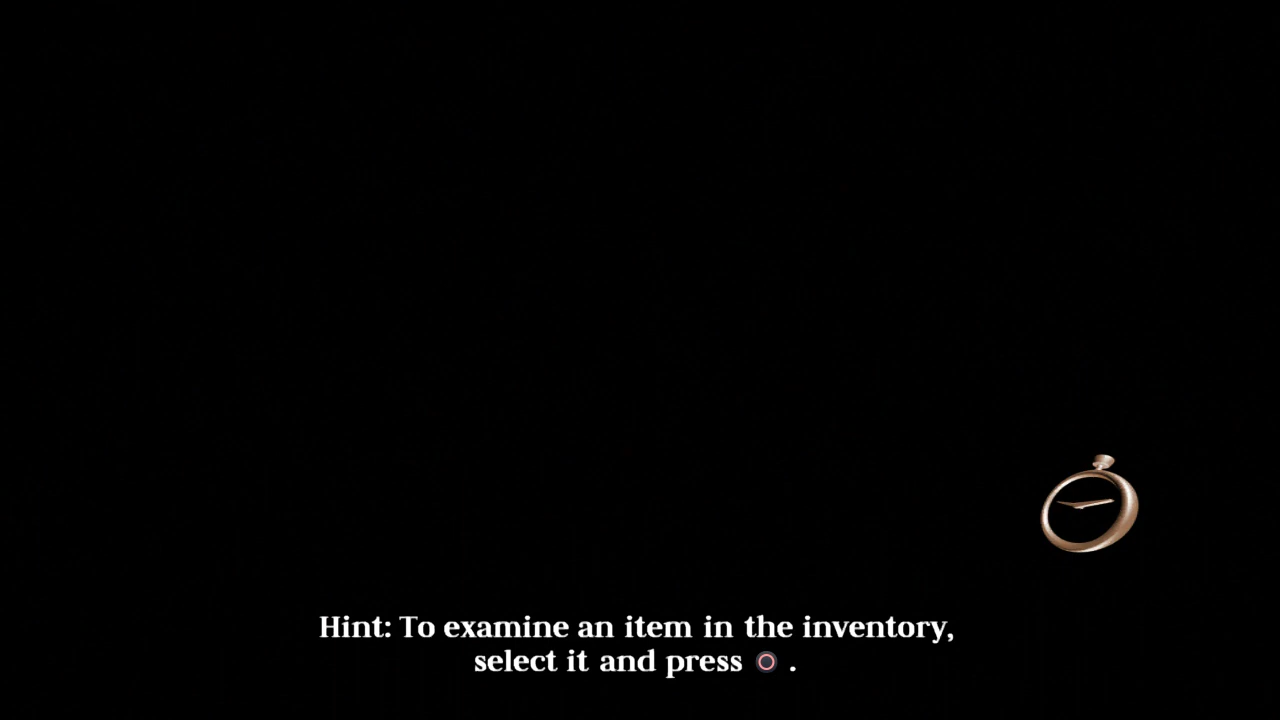 Hint: To examine an item in the inventory,
select it and press ⭘ .